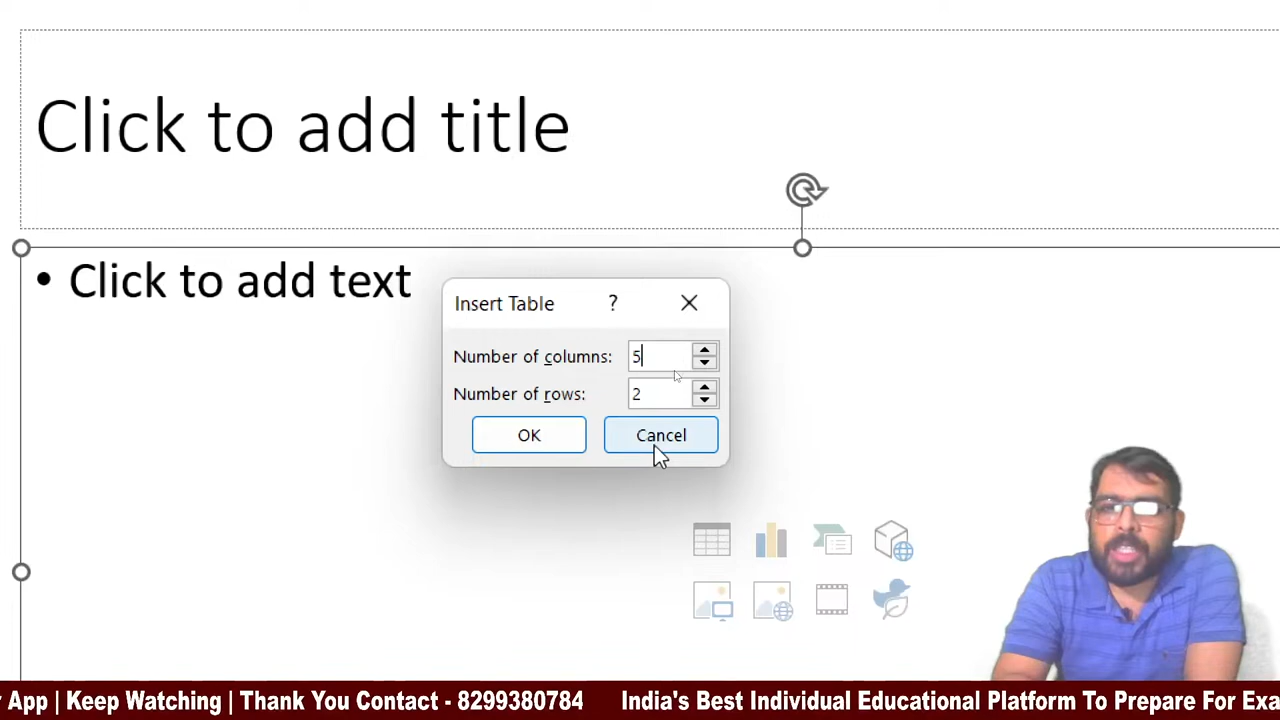 Click to add title
• Click to add text
Insert Table ?
Number of columns: 5
Number of rows: 2
OK Cancel
App | Keep Watching | Thank You Contact - 8299380784 India's Best Individual Educational Platform To Prepare For